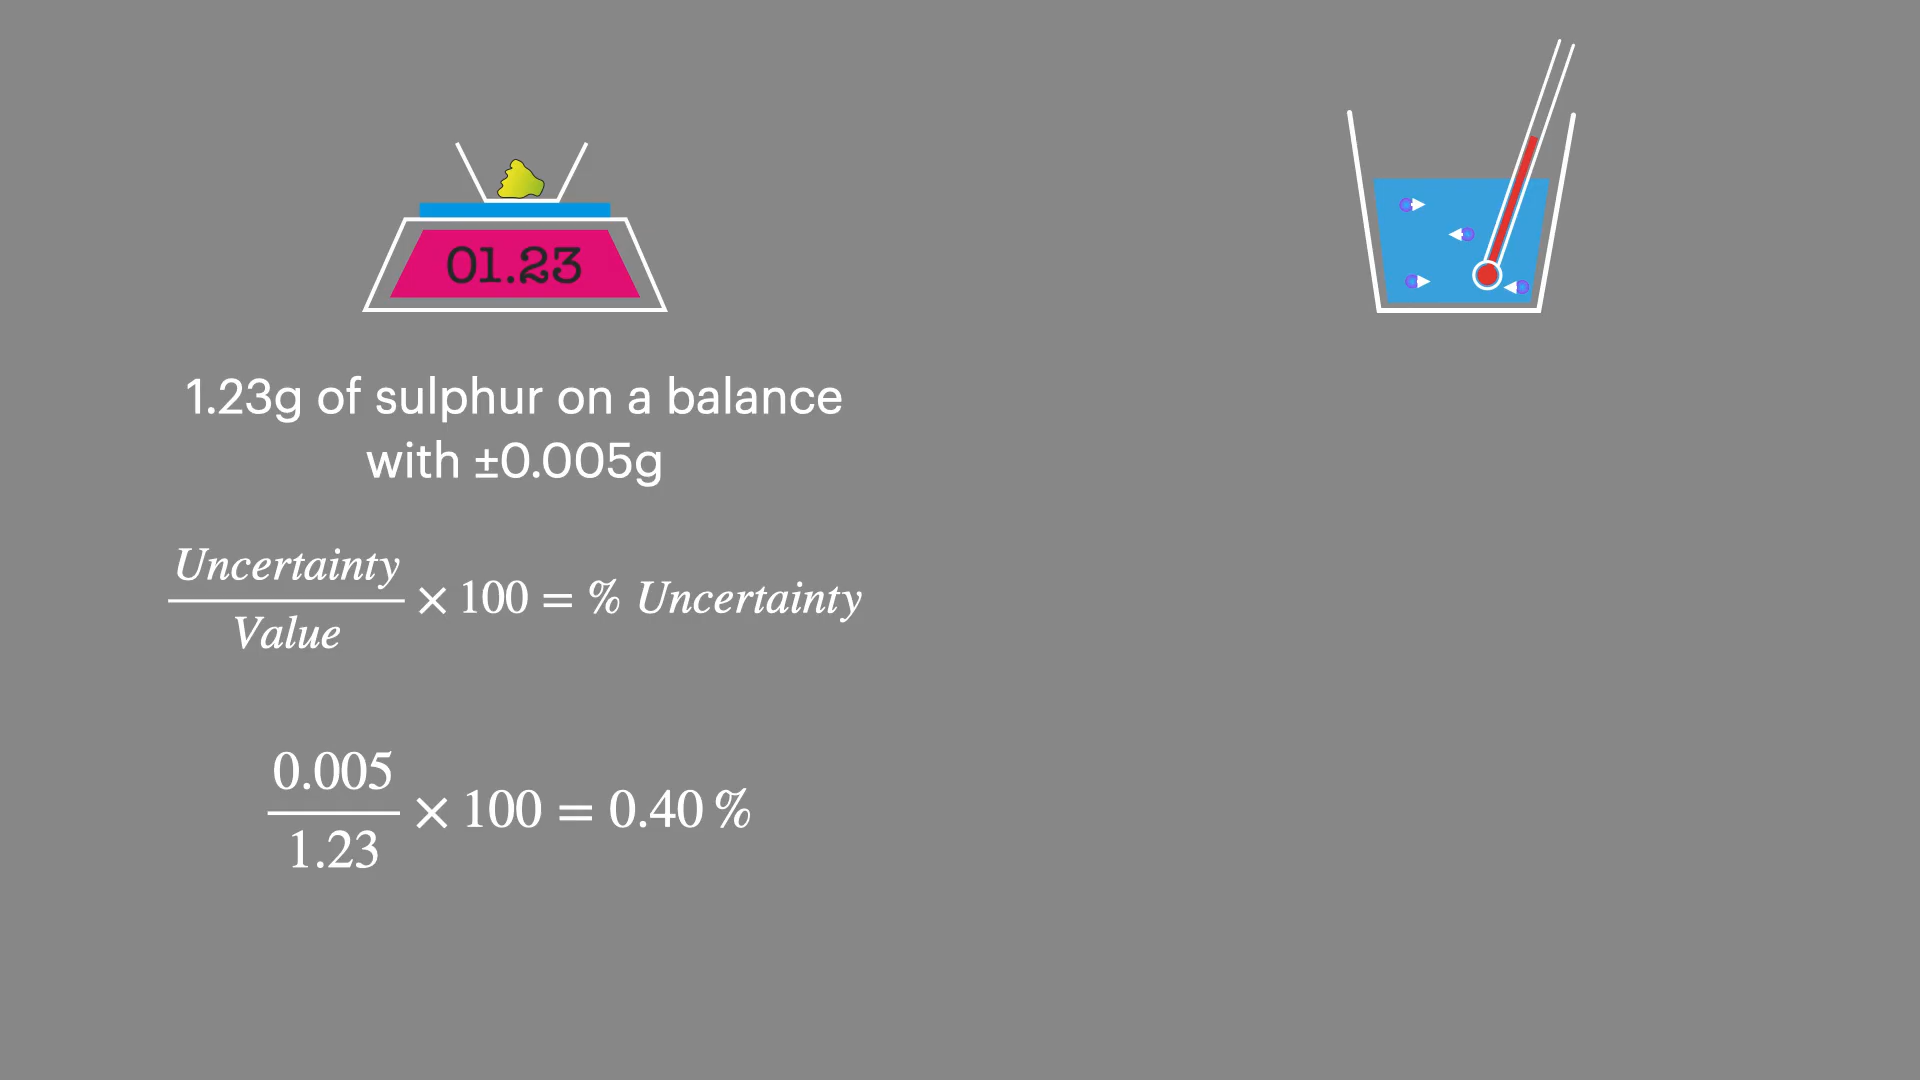 01.23
1.23g of sulphur on a balance
with ±0.005g
Uncertainty
Value
× 100 = % Uncertainty
0.005
1.23
× 100 = 0.40 %